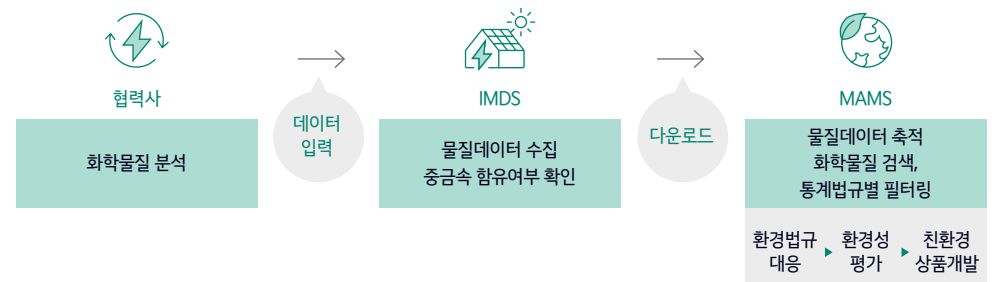 협력사
화학물질 분석
데이터
입력
IMDS
물질데이터 수집
중금속 함유여부 확인
다운로드
MAMS
물질데이터 축적
화학물질 검색,
통계법규별 필터링
환경법규
대응
환경성
평가
친환경
상품개발